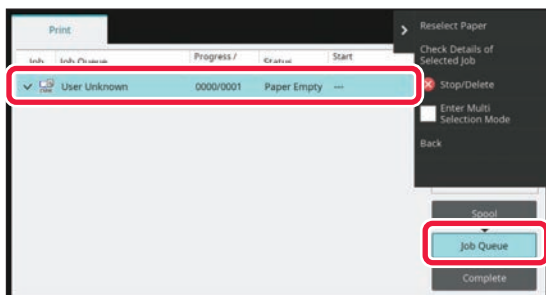 Print
Job Job Queue Progress / Status Start
User Unknown 0000/0001 Paper Empty ---
Reselect Paper
Check Details of
Selected Job
Stop/Delete
Enter Multi
Selection Mode
Back
Spool
Job Queue
Complete